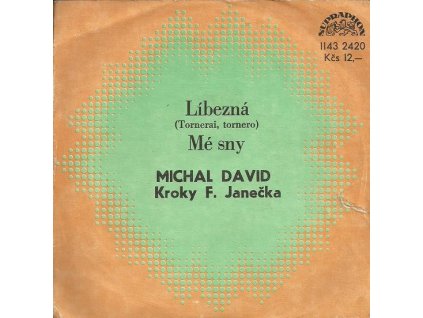 SUPRAPHON
1143 2420
Kčs 12,—
Líbezná
(Tornerai, tornero)
Mé sny
MICHAL DAVID
Kroky F. Janečka